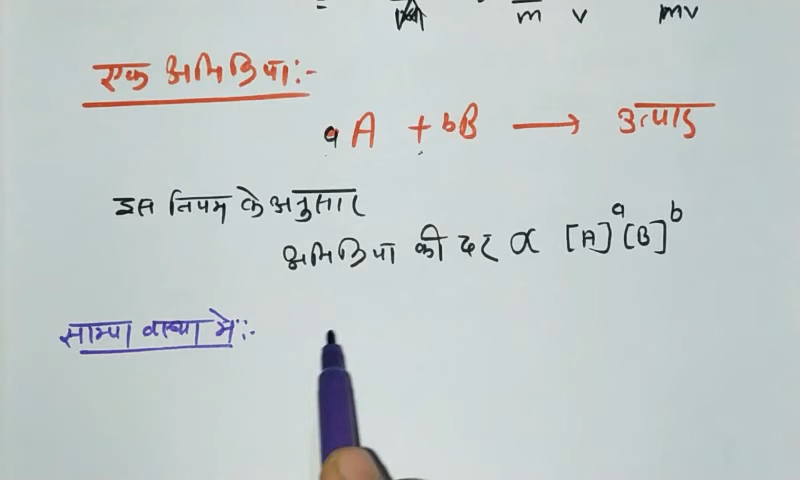 m v mv
एक अभिक्रिया:-
aA + bB → उत्पाद
इस नियम के अनुसार
अभिक्रिया की दर ∝ [A]^a [B]^b
साम्यावस्था में:-